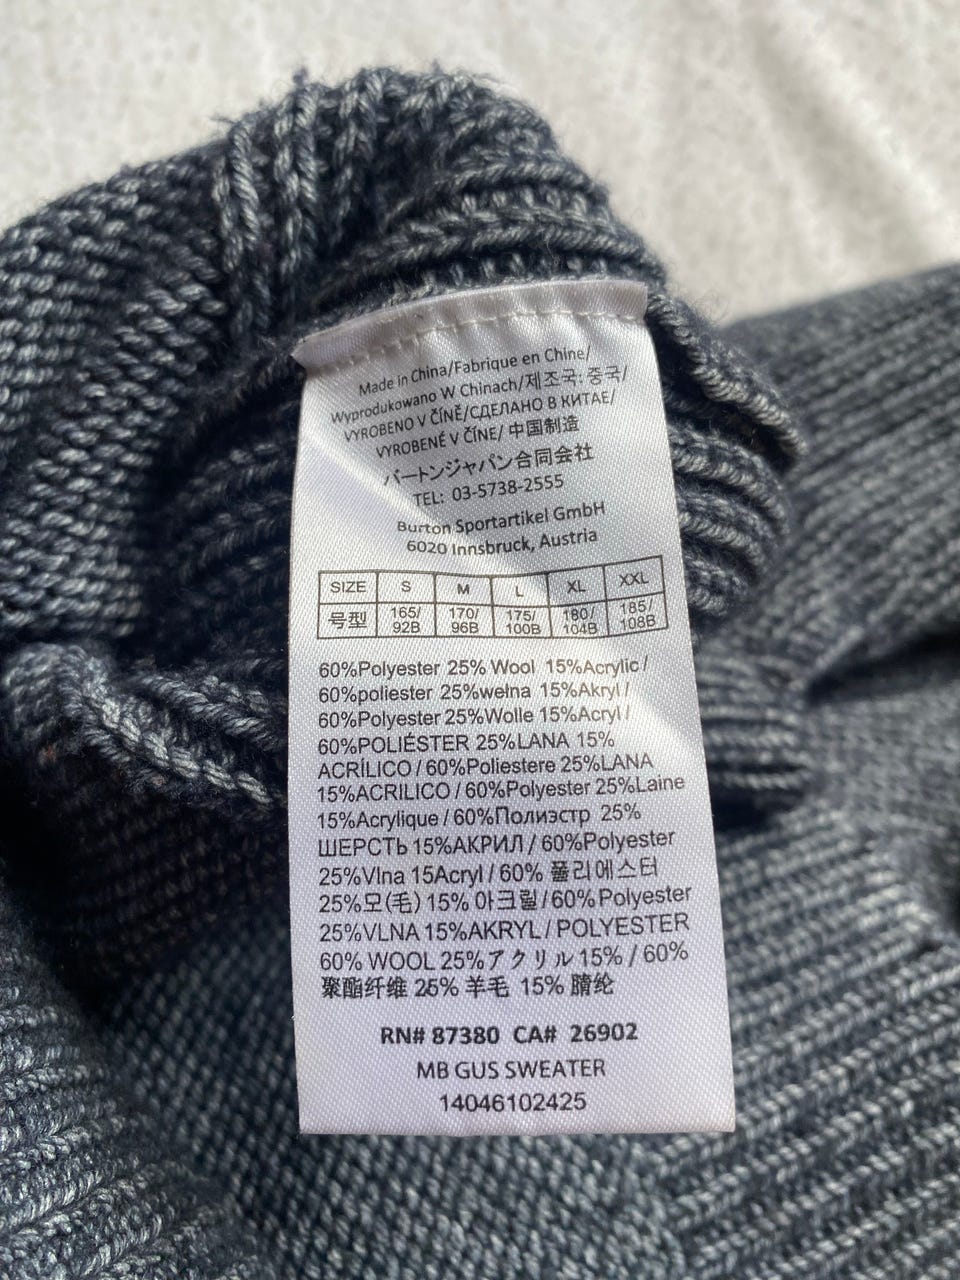 Made in China/Fabrique en Chine/
Wyprodukowano W Chinach/제조국: 중국/
VYROBENO V ČÍNĚ/СДЕЛАНО В КИТАЕ/
VYROBENÉ V ČÍNE/ 中国制造
バートンジャパン合同会社
TEL: 03-5738-2555
Burton Sportartikel GmbH
6020 Innsbruck, Austria
SIZE S M L XL XXL
号型 165/92B 170/96B 175/100B 180/104B 185/108B
60%Polyester 25% Wool 15%Acrylic /
60%poliester 25%wełna 15%Akryl /
60%Polyester 25%Wolle 15%Acryl /
60%POLIÉSTER 25%LANA 15%
ACRÍLICO / 60%Poliestere 25%LANA
15%ACRILICO / 60%Polyester 25%Laine
15%Acrylique / 60%Полиэстр 25%
ШЕРСТЬ 15%АКРИЛ / 60%Polyester
25%Vlna 15Acryl / 60% 폴리에스터
25%모(毛) 15% 아크릴 / 60%Polyester
25%VLNA 15%AKRYL / POLYESTER
60% WOOL 25%アクリル 15% / 60%
聚酯纤维 25% 羊毛 15% 腈纶
RN# 87380 CA# 26902
MB GUS SWEATER
14046102425